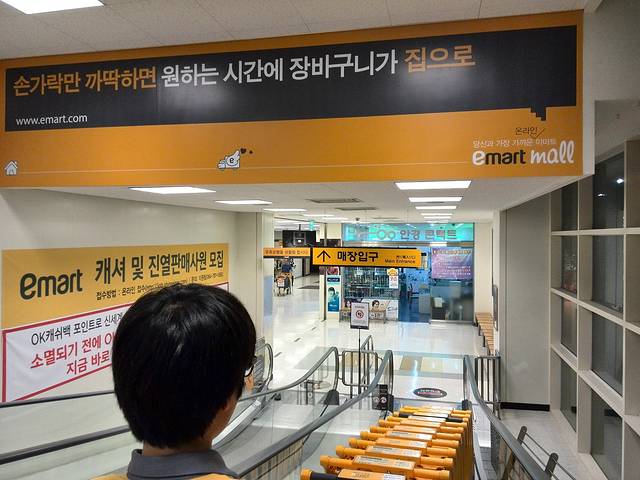 손가락만 까딱하면 원하는 시간에 장바구니가 집으로
www.emart.com
온라인
당신과 가장 가까운 이마트
emart mall
매장입구
Main Entrance
안경 콘택트
emart 캐셔 및 진열판매사원 모집
OK캐쉬백 포인트로 신세계
소멸되기 전에
지금 바로